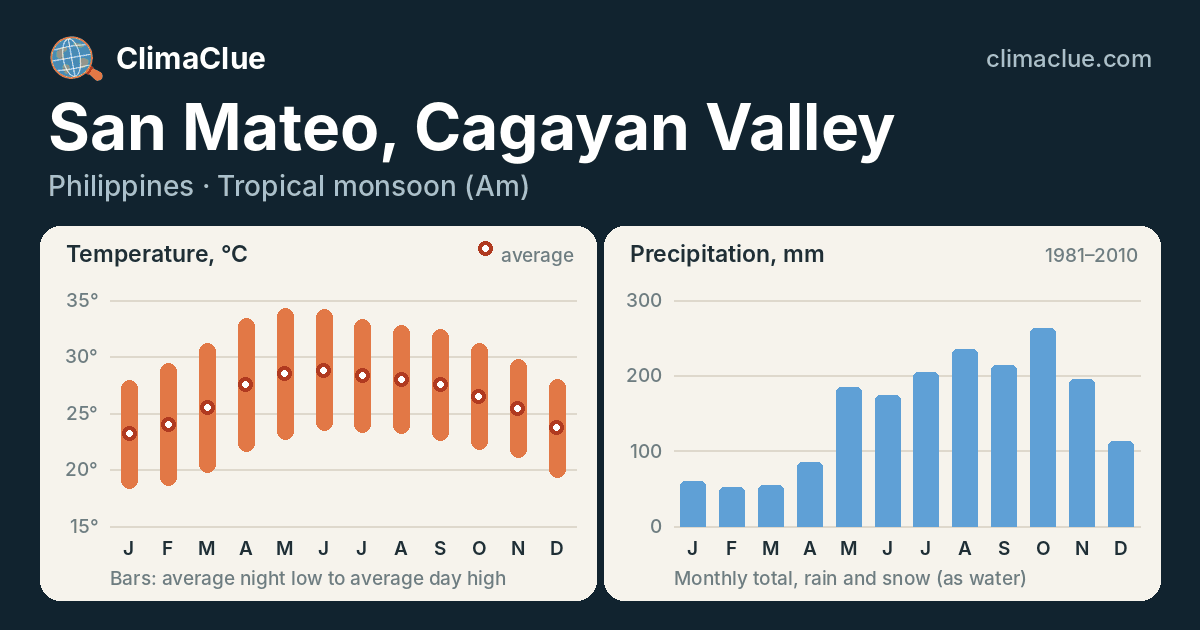 ClimaClue
climaclue.com
San Mateo, Cagayan Valley
Philippines · Tropical monsoon (Am)
Temperature, °C
average
35°
30°
25°
20°
15°
J F M A M J J A S O N D
Bars: average night low to average day high
Precipitation, mm
1981–2010
300
200
100
0
J F M A M J J A S O N D
Monthly total, rain and snow (as water)